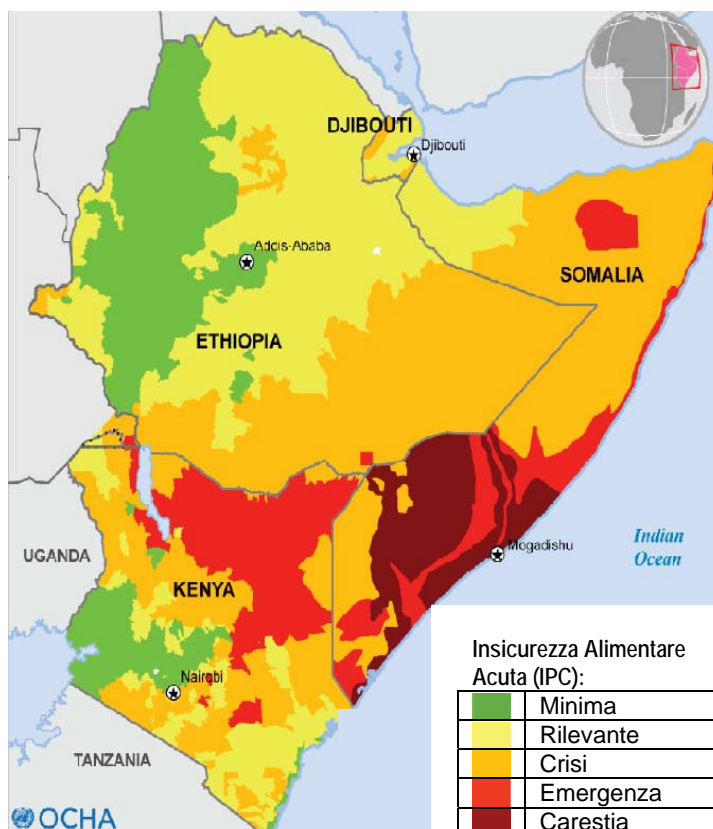 DJIBOUTI
Djibouti
Addis-Ababa
SOMALIA
ETHIOPIA
UGANDA
KENYA
Mogadishu
Indian
Ocean
Nairobi
TANZANIA
Insicurezza Alimentare
Acuta (IPC):
Minima
Rilevante
Crisi
Emergenza
Carestia
OCHA